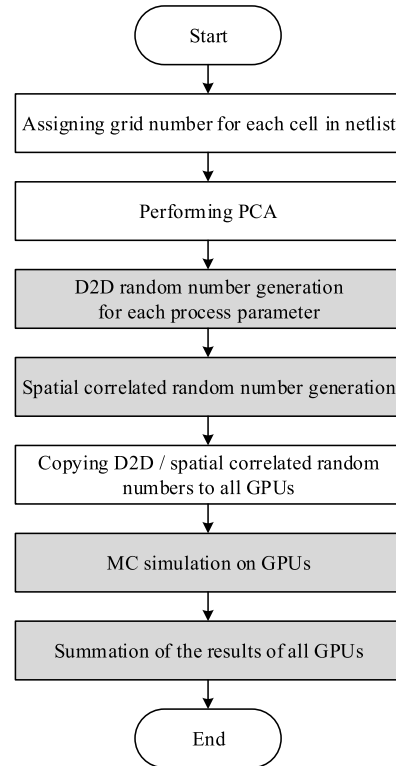 Start
Assigning grid number for each cell in netlist
Performing PCA
D2D random number generation
for each process parameter
Spatial correlated random number generation
Copying D2D / spatial correlated random
numbers to all GPUs
MC simulation on GPUs
Summation of the results of all GPUs
End